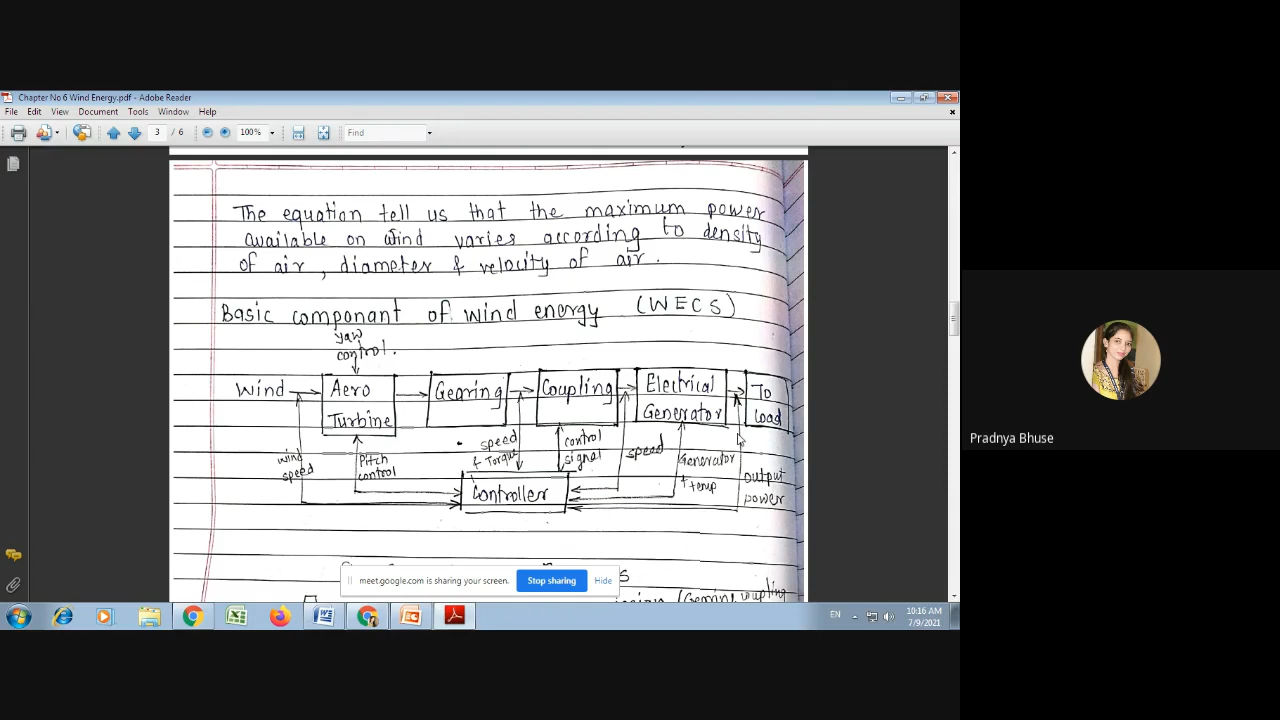 Chapter No 6 Wind Energy.pdf - Adobe Reader
File Edit View Document Tools Window Help
3 / 6 100% Find
The equation tell us that the maximum power
available on wind varies according to density
of air , diameter & velocity of air .
Basic componant of wind energy (WECS)
yaw
control .
Wind
Aero
Turbine
Gearing
Coupling
Electrical
Generator
To
Load
wind
speed
Pitch
control
speed
& Torque
control
signal
speed
Generator
& temp
output
power
Controller
meet.google.com is sharing your screen. Stop sharing Hide
Pradnya Bhuse
EN
10:16 AM
7/9/2021